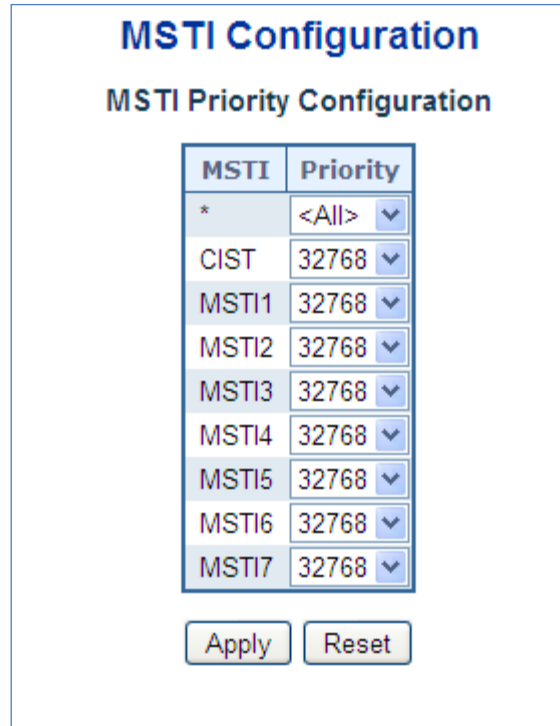 MSTI Configuration
MSTI Priority Configuration
MSTI Priority
* <All>
CIST 32768
MSTI1 32768
MSTI2 32768
MSTI3 32768
MSTI4 32768
MSTI5 32768
MSTI6 32768
MSTI7 32768
Apply Reset